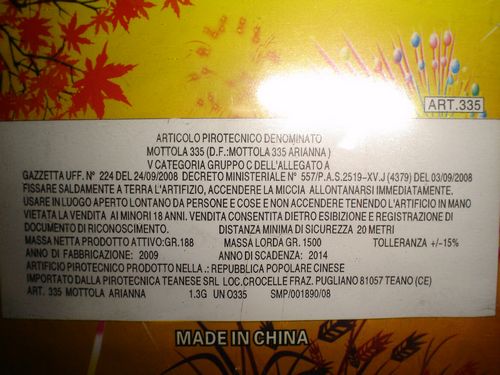 ART.335
ARTICOLO PIROTECNICO DENOMINATO
MOTTOLA 335 (D.F.:MOTTOLA 335 ARIANNA )
V CATEGORIA GRUPPO C DELL'ALLEGATO A
GAZZETTA UFF. N° 224 DEL 24/09/2008 DECRETO MINISTERIALE N° 557/P.A.S.2519-XV.J (4379) DEL 03/09/2008
FISSARE SALDAMENTE A TERRA L'ARTIFIZIO, ACCENDERE LA MICCIA ALLONTANARSI IMMEDIATAMENTE.
USARE IN LUOGO APERTO LONTANO DA PERSONE E COSE E NON ACCENDERE TENENDO L'ARTIFICIO IN MANO
VIETATA LA VENDITA AI MINORI 18 ANNI. VENDITA CONSENTITA DIETRO ESIBIZIONE E REGISTRAZIONE DI
DOCUMENTO DI RICONOSCIMENTO. DISTANZA MINIMA DI SICUREZZA 20 METRI
MASSA NETTA PRODOTTO ATTIVO:GR.188 MASSA LORDA GR.1500 TOLLERANZA +/-15%
ANNO DI FABBRICAZIONE: 2009 ANNO DI SCADENZA: 2014
ARTIFICIO PIROTECNICO PRODOTTO NELLA .: REPUBBLICA POPOLARE CINESE
IMPORTATO DALLA PIROTECNICA TEANESE SRL LOC.CROCELLE FRAZ. PUGLIANO 81057 TEANO (CE)
ART. 335 MOTTOLA ARIANNA 1.3G UN O335 SMP/001890/08
MADE IN CHINA